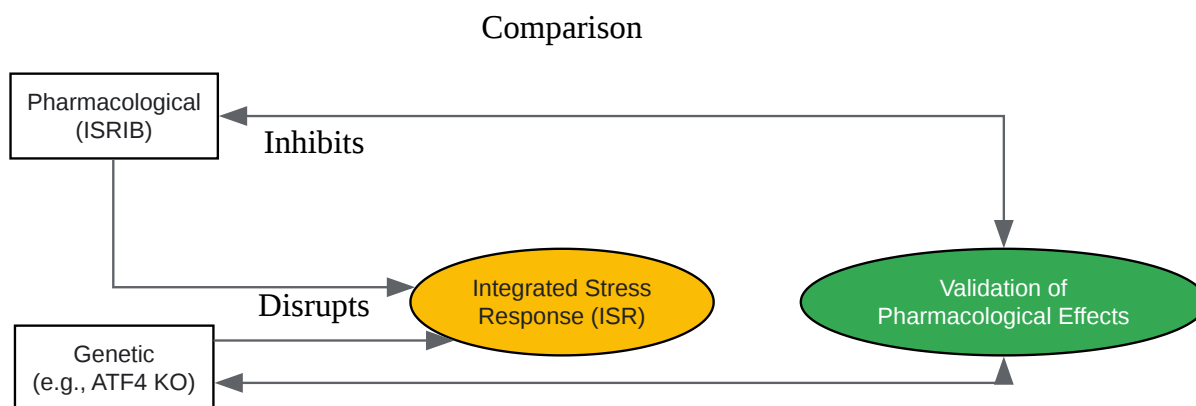 Comparison
Pharmacological
(ISRIB)
Inhibits
Disrupts
Integrated Stress
Response (ISR)
Validation of
Pharmacological Effects
Genetic
(e.g., ATF4 KO)